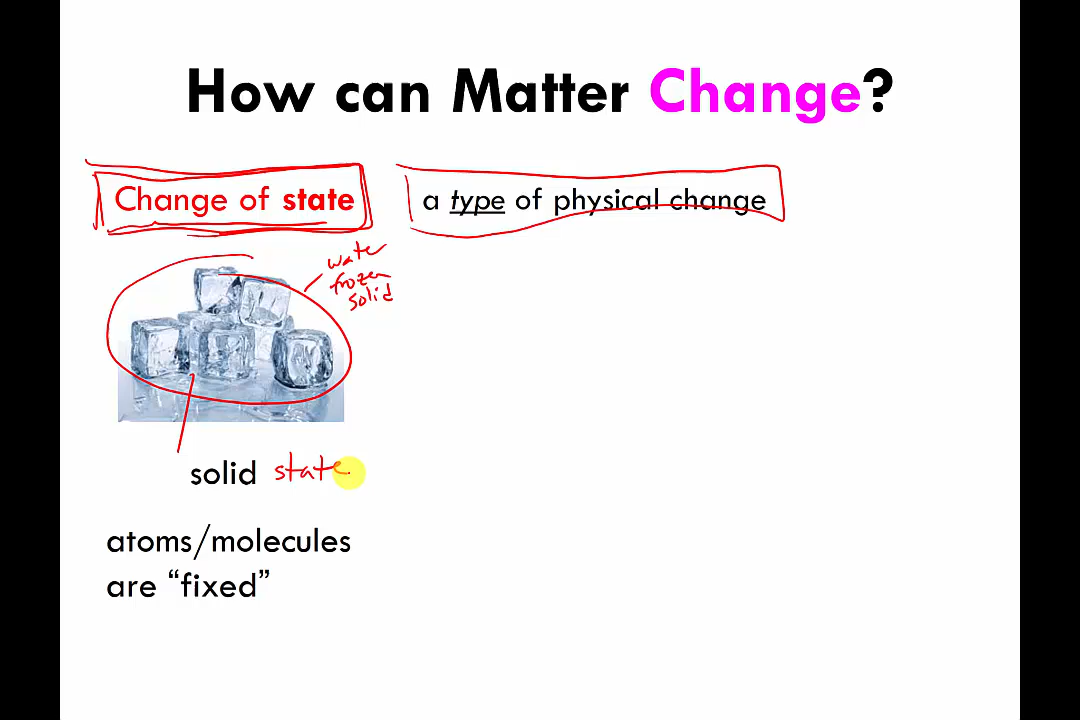 How can Matter Change?
Change of state
a type of physical change
water
frozen
solid
solid state
atoms/molecules
are “fixed”